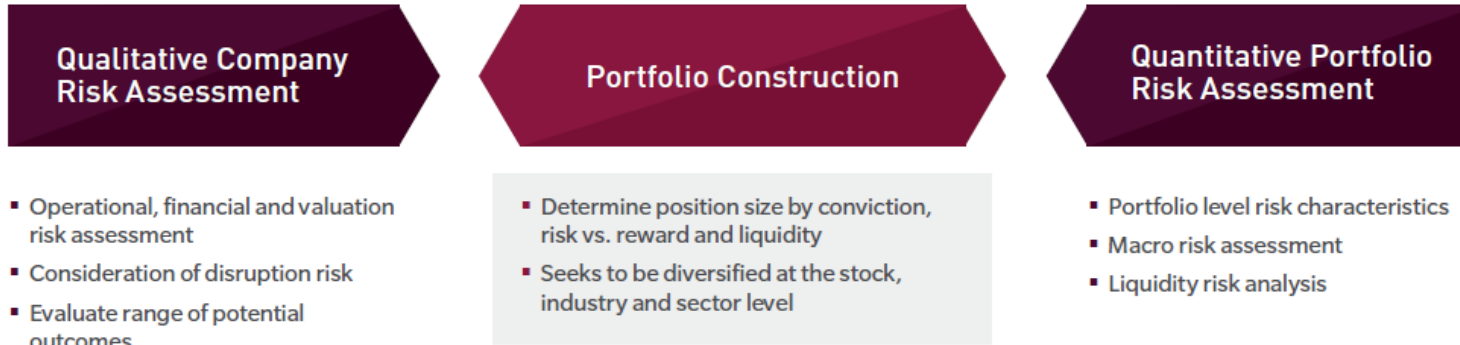 Qualitative Company
Risk Assessment
▪ Operational, financial and valuation
risk assessment
▪ Consideration of disruption risk
▪ Evaluate range of potential
outcomes
Portfolio Construction
▪ Determine position size by conviction,
risk vs. reward and liquidity
▪ Seeks to be diversified at the stock,
industry and sector level
Quantitative Portfolio
Risk Assessment
▪ Portfolio level risk characteristics
▪ Macro risk assessment
▪ Liquidity risk analysis